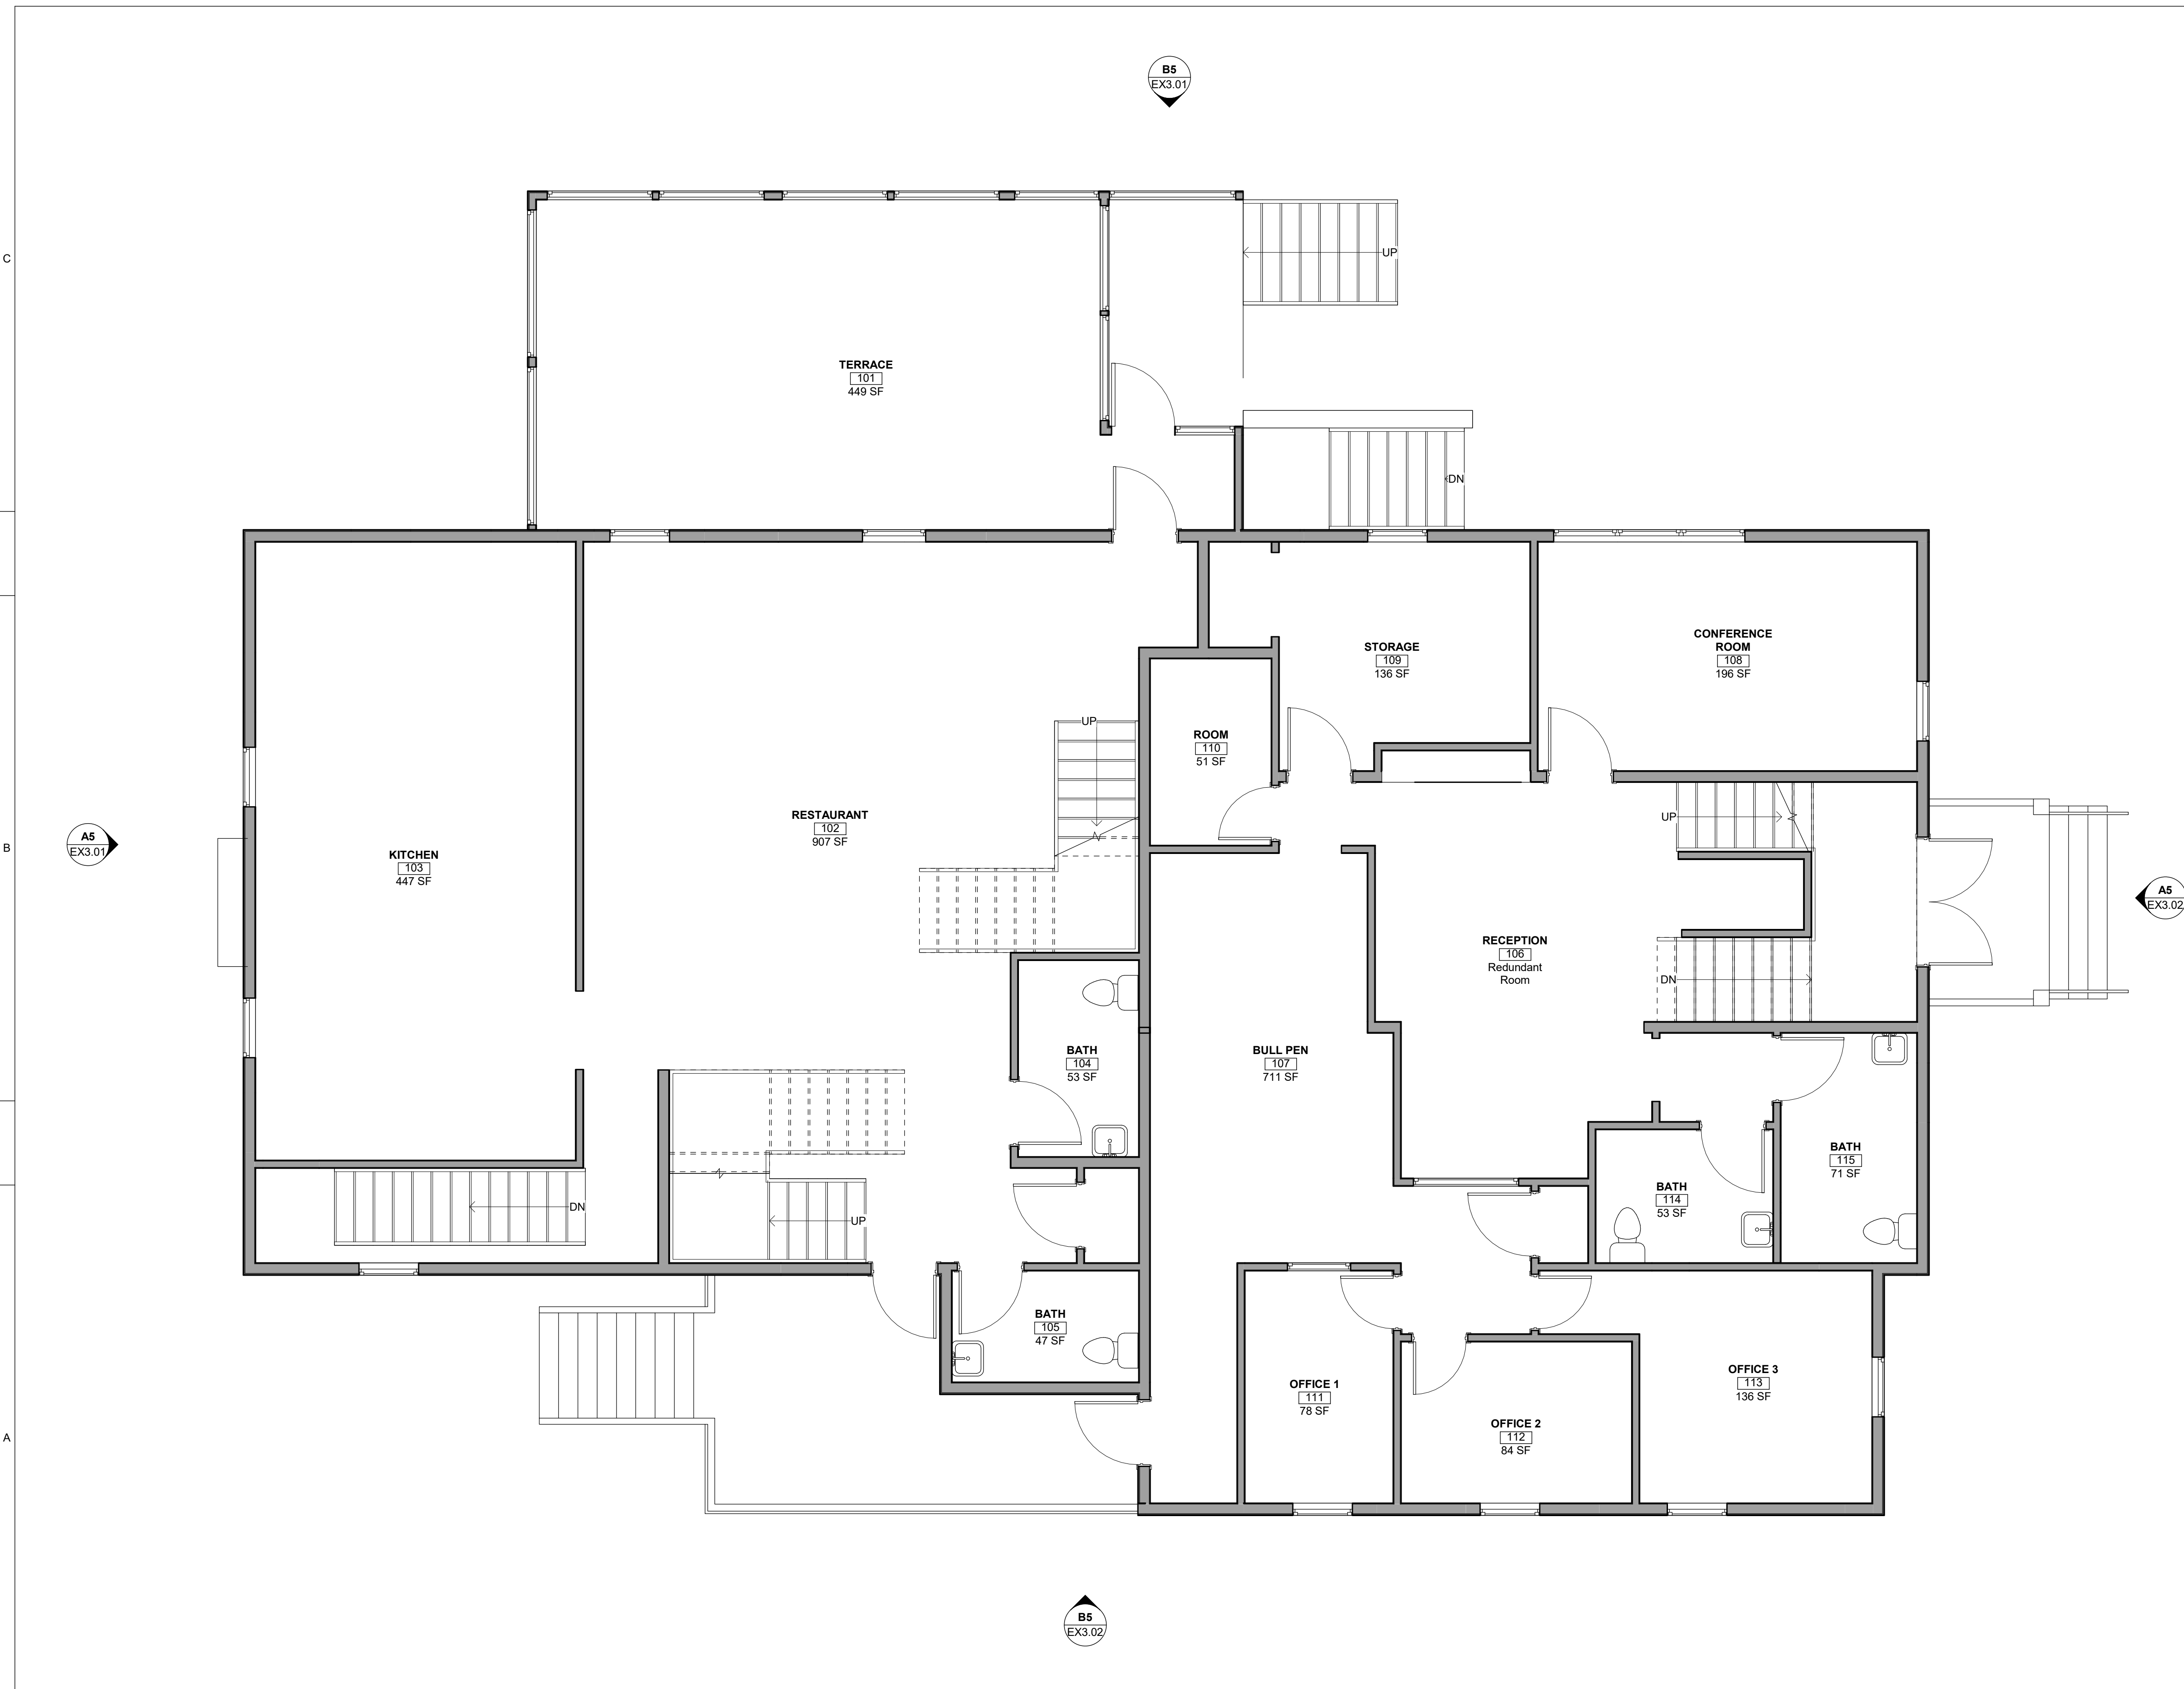 B5
EX3.01
C
UP
TERRACE
101
449 SF
DN
CONFERENCE
ROOM
108
196 SF
STORAGE
109
136 SF
UP
ROOM
110
51 SF
RESTAURANT
102
907 SF
UP
A5
EX3.01
B
KITCHEN
103
447 SF
A5
EX3.02
RECEPTION
106
Redundant
Room
DN
BATH
104
53 SF
BULL PEN
107
711 SF
BATH
115
71 SF
BATH
114
53 SF
DN
UP
BATH
105
47 SF
OFFICE 1
111
78 SF
OFFICE 3
113
136 SF
OFFICE 2
112
84 SF
A
B5
EX3.02